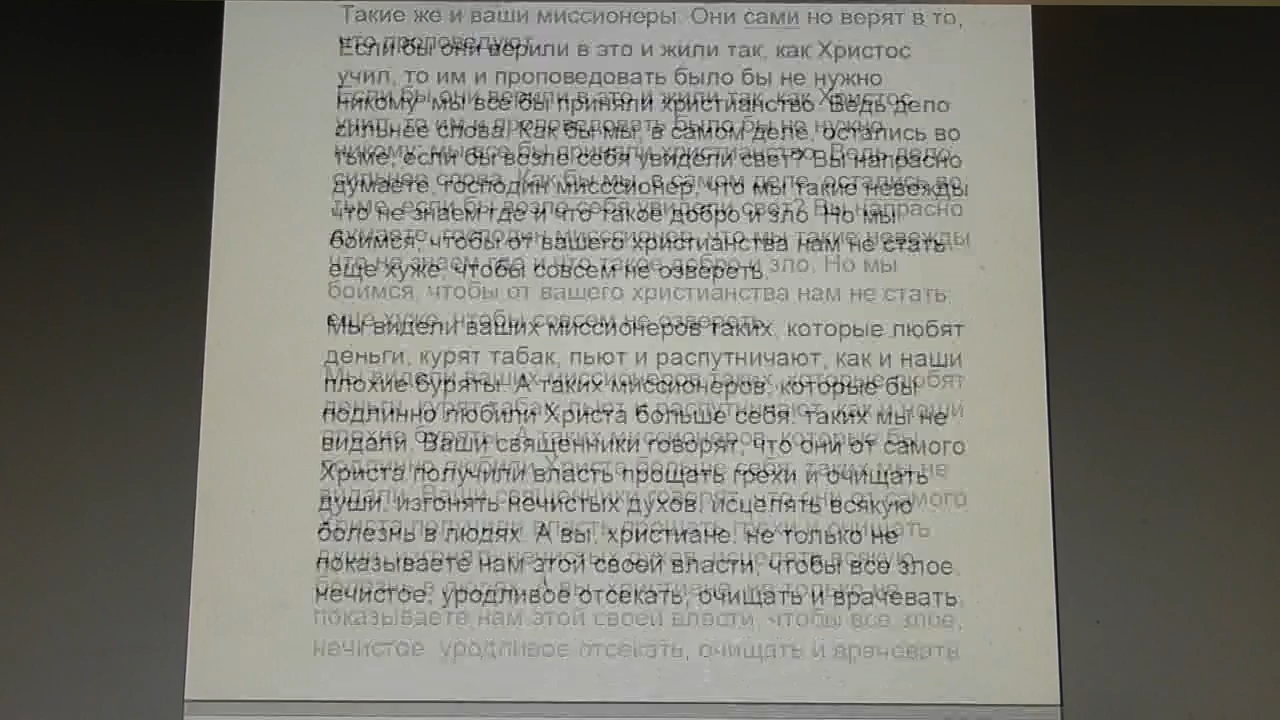 Такие же и ваши миссионеры. Они сами но верят в то,
что проповедуют.
Если бы они верили в это и жили так, как Христос
учил, то им и проповедовать было бы не нужно
никому: мы все бы приняли христианство. Ведь дело
сильнее слова. Как бы мы, в самом деле, остались во
тьме, если бы возле себя увидели свет? Вы напрасно
думаете, господин мисссионер, что мы такие невежды
что не знаем где и что такое добро и зло. Но мы
боимся, чтобы от вашего христианства нам не стать
еще хуже, чтобы совсем не озвереть.
Мы видели ваших миссионеров таких, которые любят
деньги, курят табак, пьют и распутничают, как и наши
плохие буряты. А таких миссионеров, которые бы
подлинно любили Христа больше себя, таких мы не
видали. Ваши священники говорят, что они от самого
Христа получили власть прощать грехи и очищать
души, изгонять нечистых духов, исцелять всякую
болезнь в людях. А вы, христиане, не только не
показываете нам этой своей власти, чтобы все злое,
нечистое, уродливое отсекать, очищать и врачевать